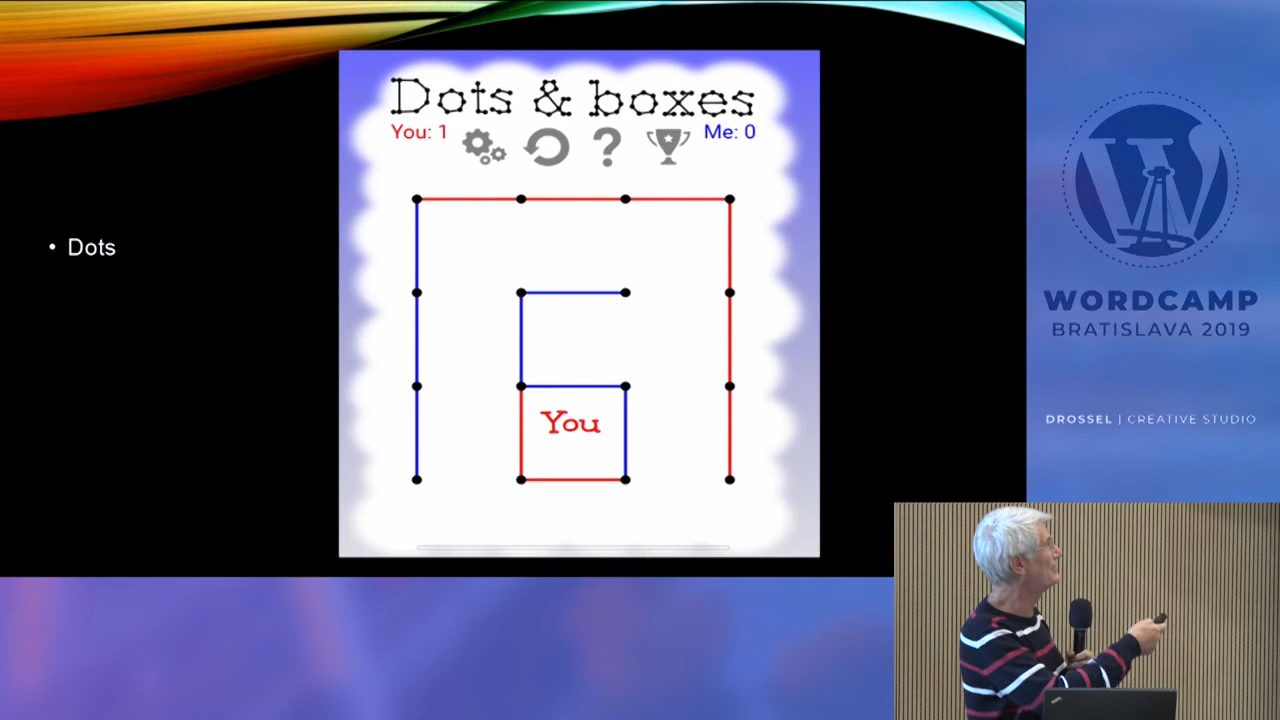 Dots & boxes
You: 1
?
Me: 0
• Dots
You
WORDCAMP
BRATISLAVA 2019
DROSSEL | CREATIVE STUDIO